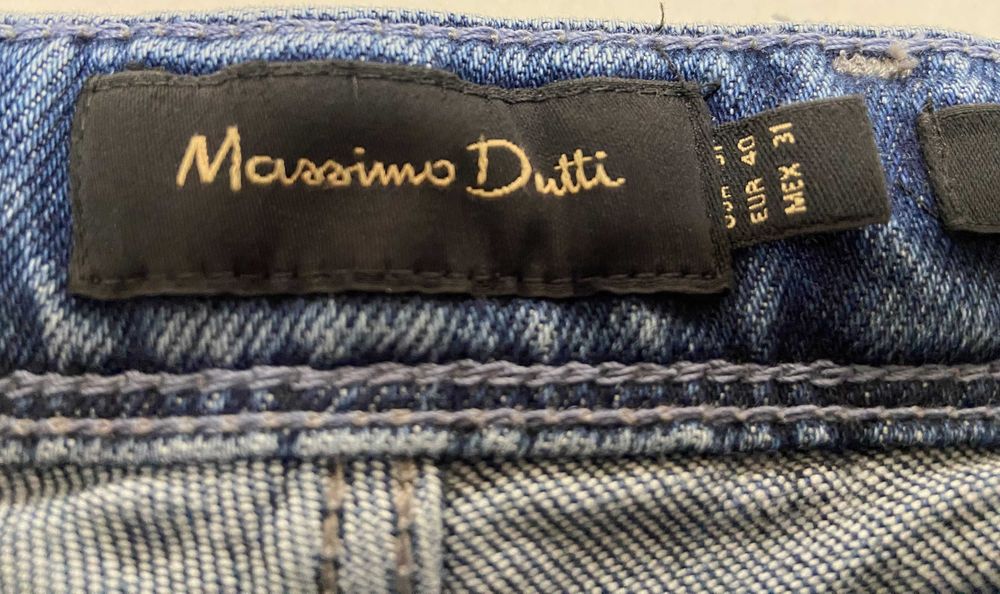 Massimo Dutti
EUR 40
MEX 31